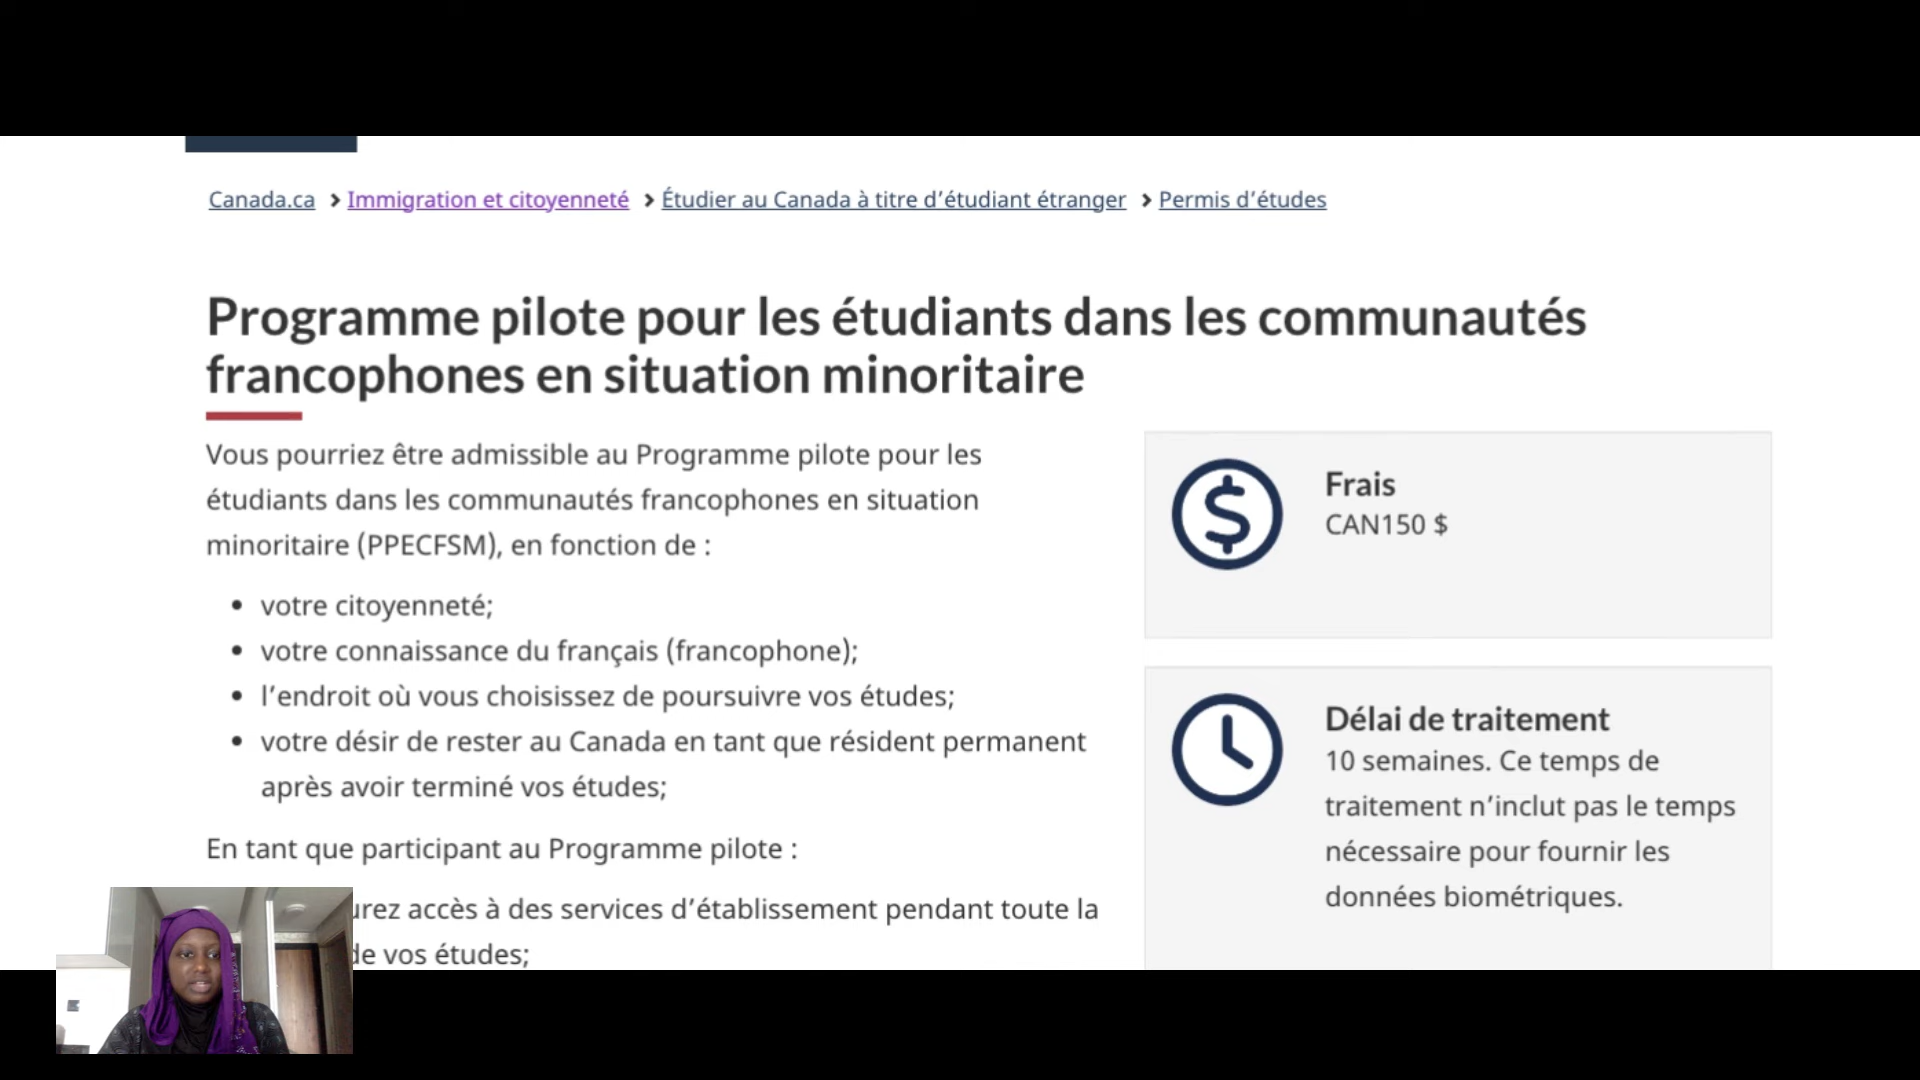 Canada.ca > Immigration et citoyenneté > Étudier au Canada à titre d’étudiant étranger > Permis d’études
Programme pilote pour les étudiants dans les communautés
francophones en situation minoritaire
Vous pourriez être admissible au Programme pilote pour les
étudiants dans les communautés francophones en situation
minoritaire (PPECFSM), en fonction de :
• votre citoyenneté;
• votre connaissance du français (francophone);
• l’endroit où vous choisissez de poursuivre vos études;
• votre désir de rester au Canada en tant que résident permanent
après avoir terminé vos études;
En tant que participant au Programme pilote :
urez accès à des services d’établissement pendant toute la
de vos études;
Frais
CAN150 $
Délai de traitement
10 semaines. Ce temps de
traitement n’inclut pas le temps
nécessaire pour fournir les
données biométriques.